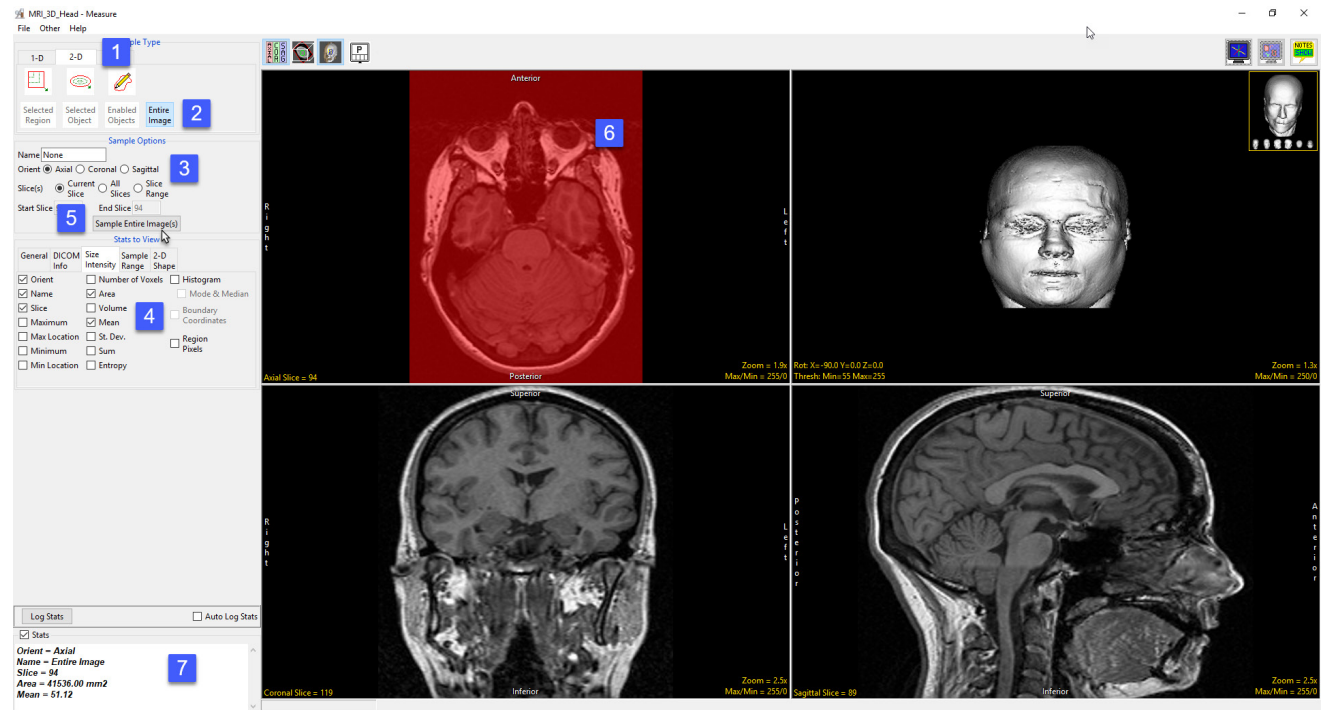 MRI_3D_Head - Measure
File Other Help
ple Type
1
1-D 2-D
Selected Region
Selected Object
Enabled Objects
Entire Image
2
Sample Options
Name None
Orient Axial Coronal Sagittal
3
Slice(s) Current Slice All Slices Slice Range
Start Slice End Slice 94
5
Sample Entire Image(s)
Stats to View
General DICOM Info Size Intensity Sample Range 2-D Shape
Orient Number of Voxels Histogram
Name Area Mode & Median
Slice Volume Boundary Coordinates
4
Maximum Mean
Max Location St. Dev. Region Pixels
Minimum Sum
Min Location Entropy
Log Stats Auto Log Stats
Stats
Orient = Axial
Name = Entire Image
Slice = 94
Area = 41536.00 mm2
Mean = 51.12
7
P
NOTES
SHOW
Anterior
6
Right
Left
Posterior
Axial Slice = 94
Zoom = 1.9x
Max/Min = 255/0
Rot: X=-90.0 Y=0.0 Z=0.0
Thresh: Min=55 Max=255
Zoom = 1.3x
Max/Min = 250/0
Superior
Right
Left
Inferior
Coronal Slice = 119
Zoom = 2.5x
Max/Min = 255/0
Superior
Posterior
Anterior
Inferior
Sagittal Slice = 89
Zoom = 2.5x
Max/Min = 255/0